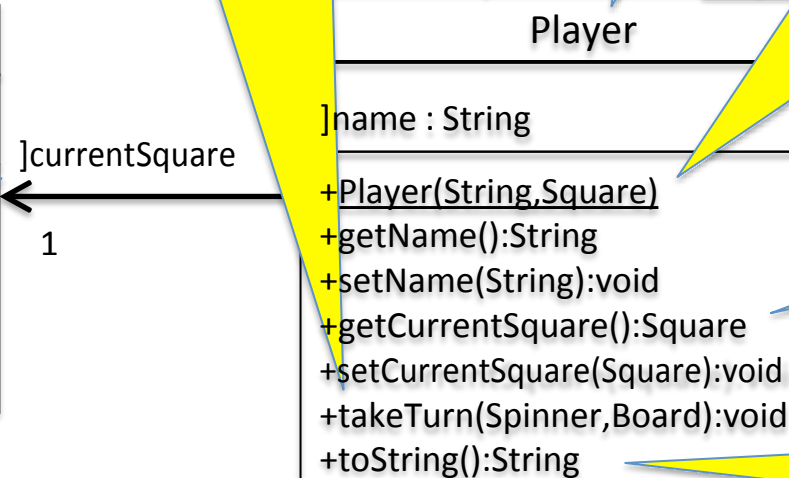 Player
]name : String
]currentSquare
+Player(String,Square)
1
+getName():String
+setName(String):void
+getCurrentSquare():Square
+setCurrentSquare(Square):void
+takeTurn(Spinner,Board):void
+toString():String